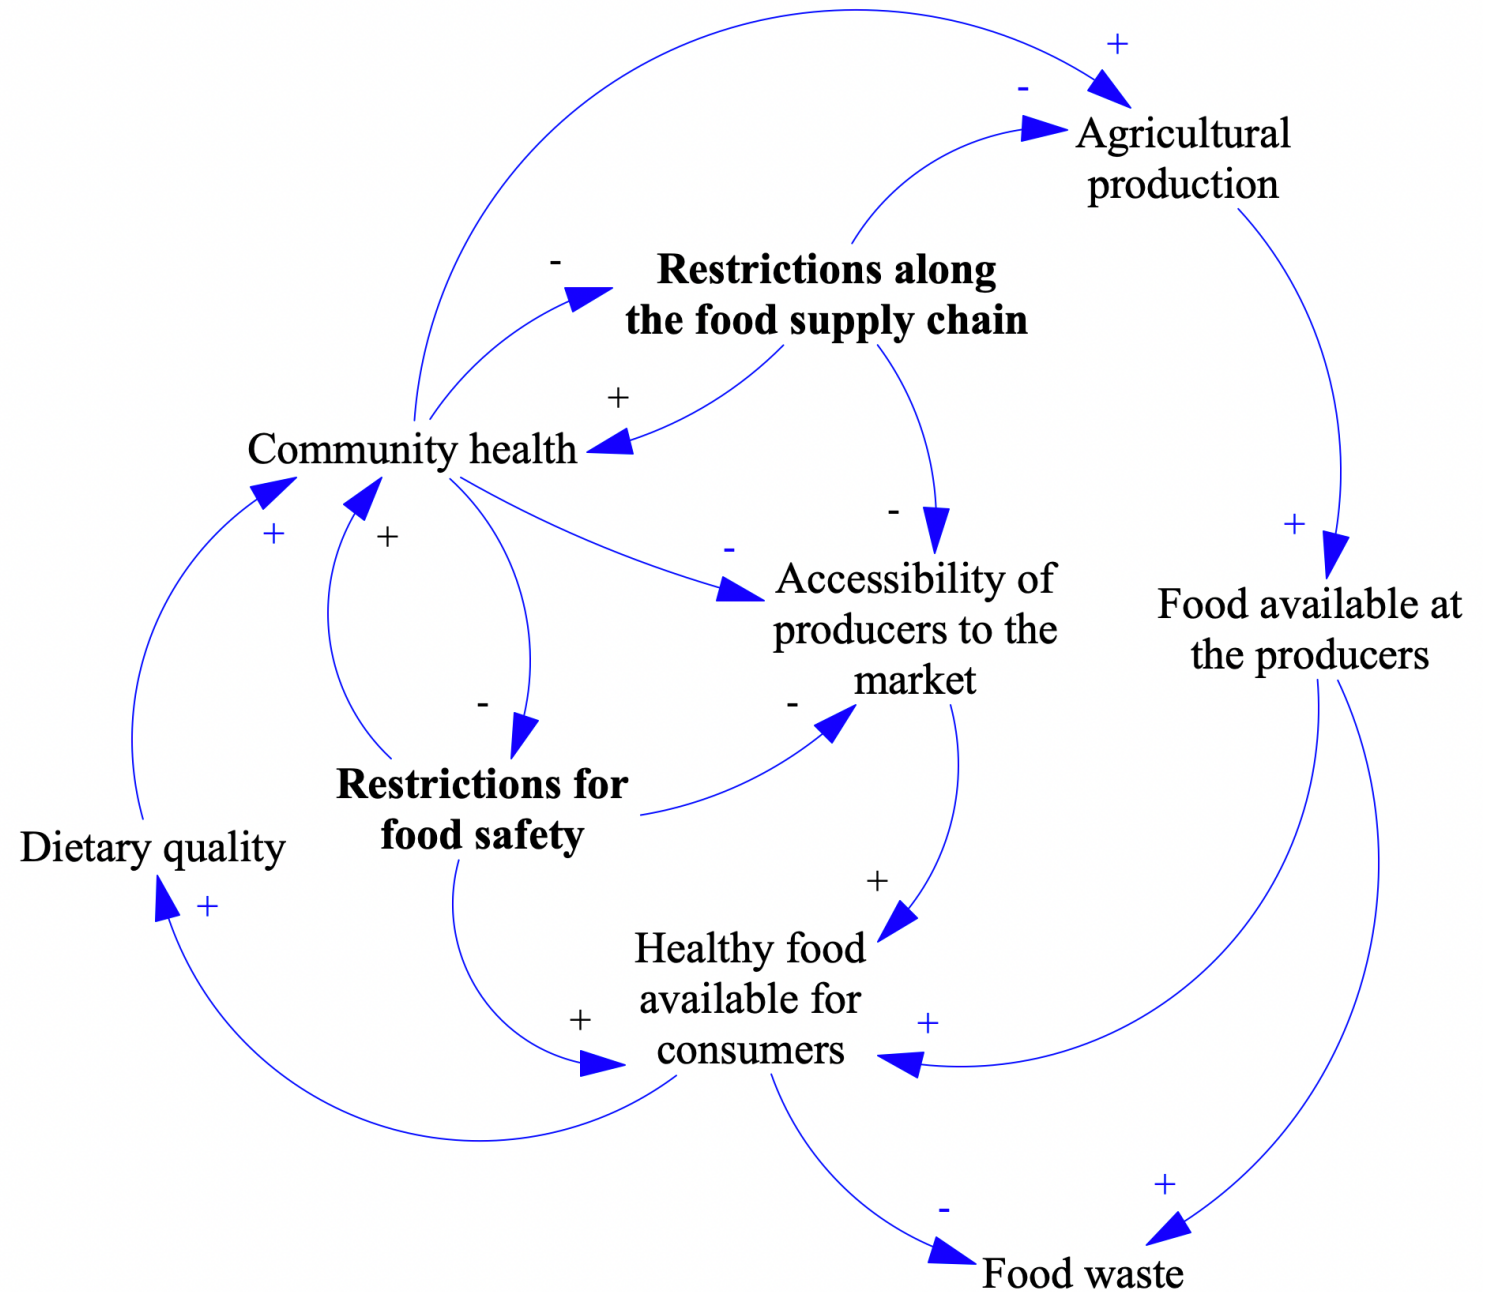 +
-
Agricultural
production
-
Restrictions along
the food supply chain
+
Community health
-
+
+
-
Accessibility of
producers to the
market
+
Food available at
the producers
-
-
Restrictions for
food safety
Dietary quality
+
+
Healthy food
available for
consumers
+
+
+
-
Food waste